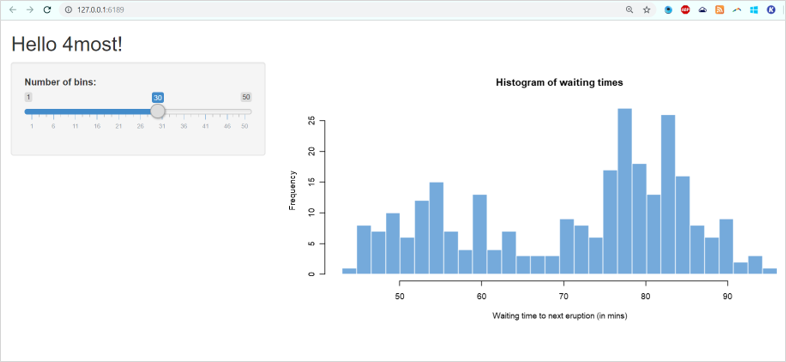 127.0.0.1:6189
Hello 4most!
Number of bins:
1 30 50
1 6 11 16 21 26 31 36 41 46 50
Histogram of waiting times
Frequency
25
20
15
10
5
0
50 60 70 80 90
Waiting time to next eruption (in mins)